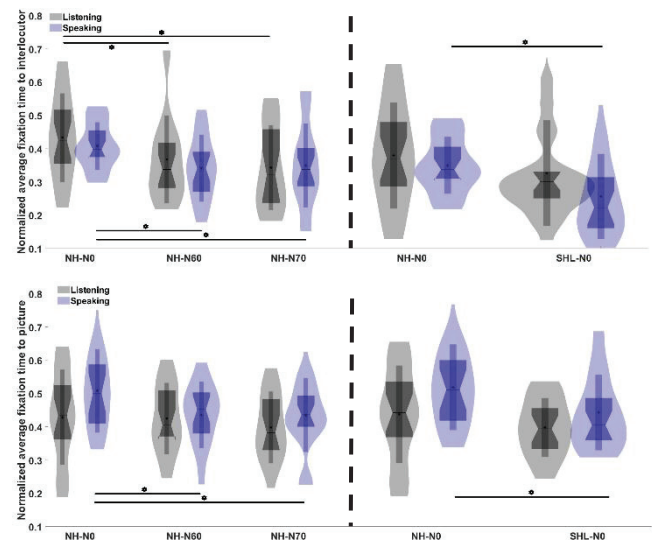 Normalized average fixation time to interlocutor
0.8
0.7
0.6
0.5
0.4
0.3
0.2
0.1
Listening
Speaking
*
*
*
*
*
NH-N0
NH-N60
NH-N70
NH-N0
SHL-N0
Normalized average fixation time to picture
0.8
0.7
0.6
0.5
0.4
0.3
0.2
0.1
Listening
Speaking
*
*
*
NH-N0
NH-N60
NH-N70
NH-N0
SHL-N0